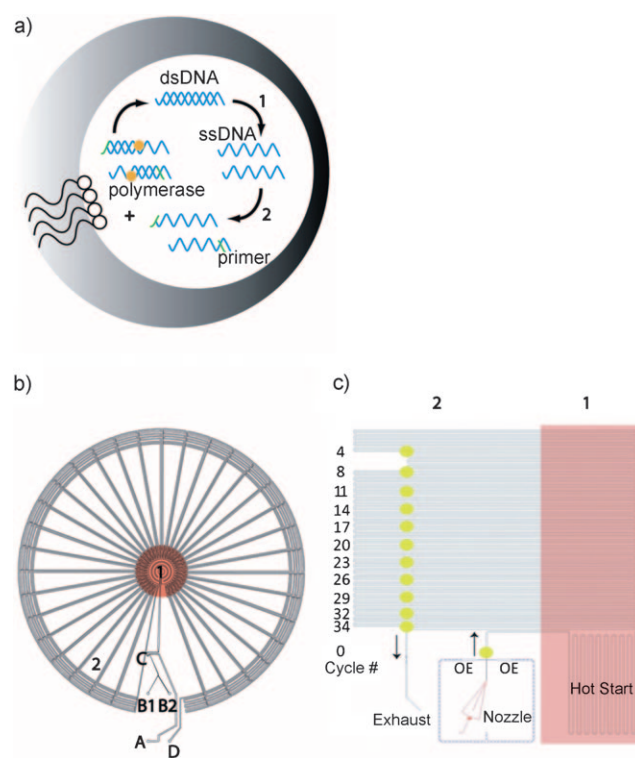 a)
dsDNA
1
ssDNA
polymerase
+
2
primer
b)
1
2
C
B1 B2
A
D
c)
2
1
4
8
11
14
17
20
23
26
29
32
34
0
Cycle #
OE
OE
Hot Start
Exhaust
Nozzle